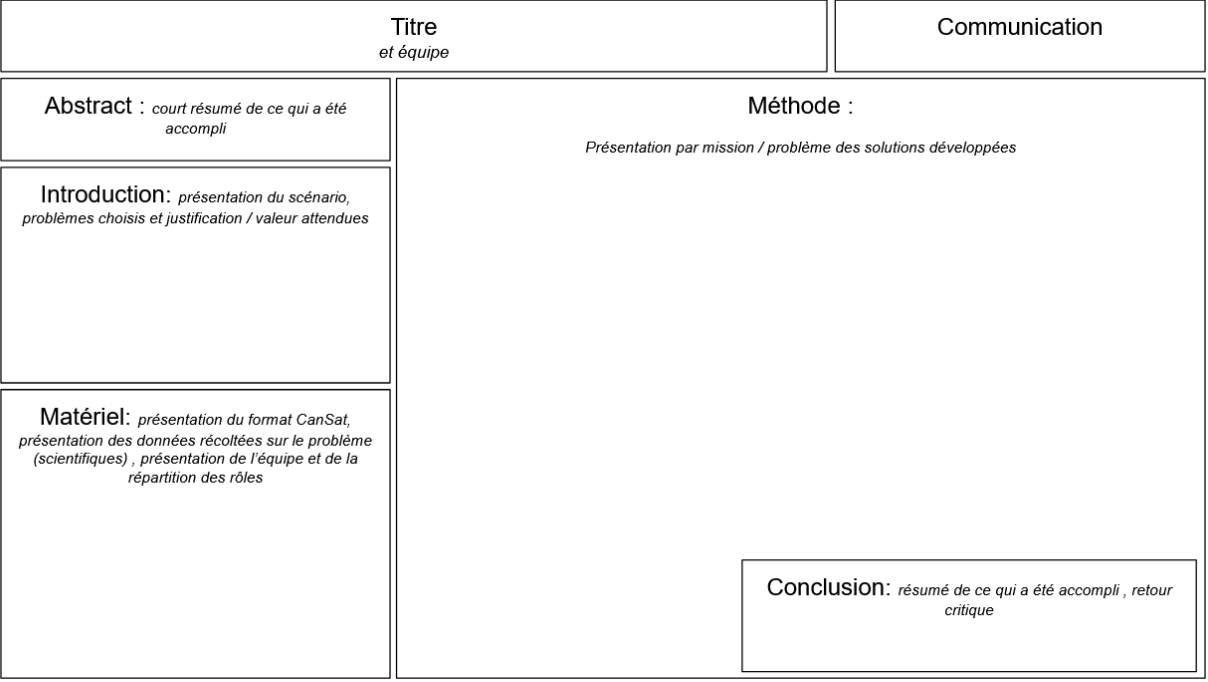 Titre
et équipe
Communication
Abstract : court résumé de ce qui a été
accompli
Introduction: présentation du scénario,
problèmes choisis et justification / valeur attendues
Matériel: présentation du format CanSat,
présentation des données récoltées sur le problème
(scientifiques) , présentation de l'équipe et de la
répartition des rôles
Méthode :
Présentation par mission / problème des solutions développées
Conclusion: résumé de ce qui a été accompli , retour
critique